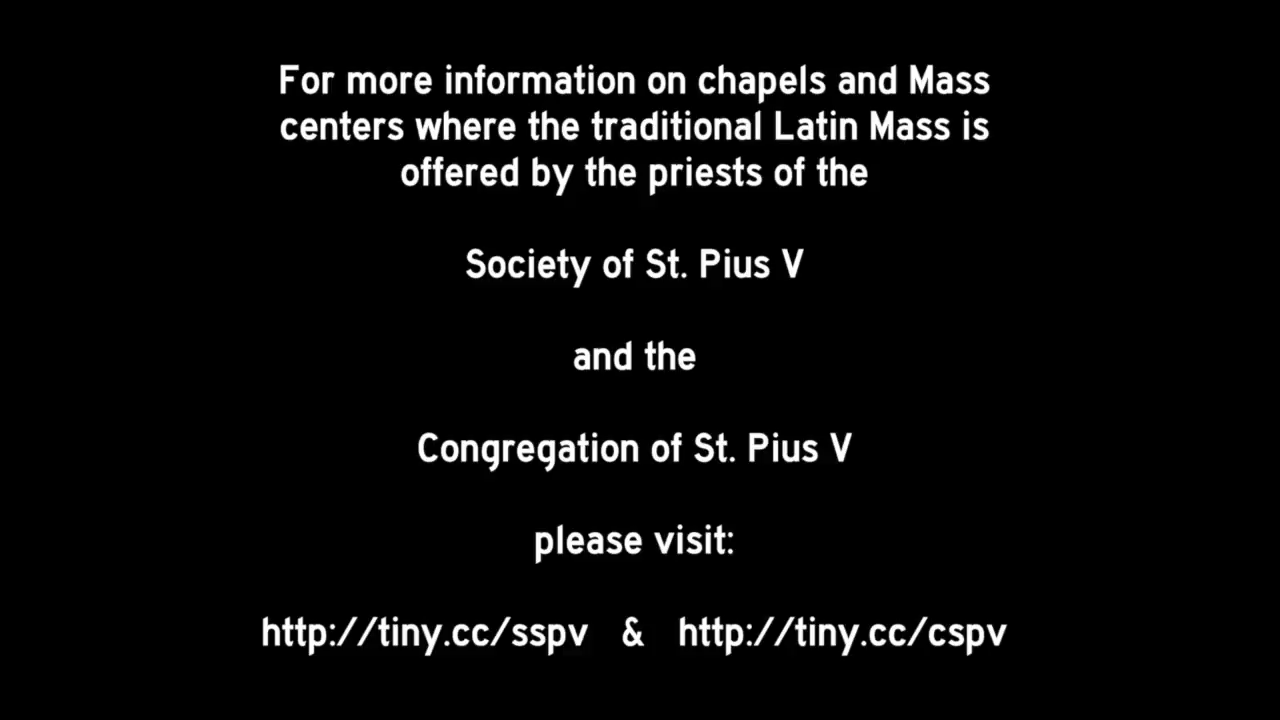 For more information on chapels and Mass
centers where the traditional Latin Mass is
offered by the priests of the
Society of St. Pius V
and the
Congregation of St. Pius V
please visit:
http://tiny.cc/sspv & http://tiny.cc/cspv